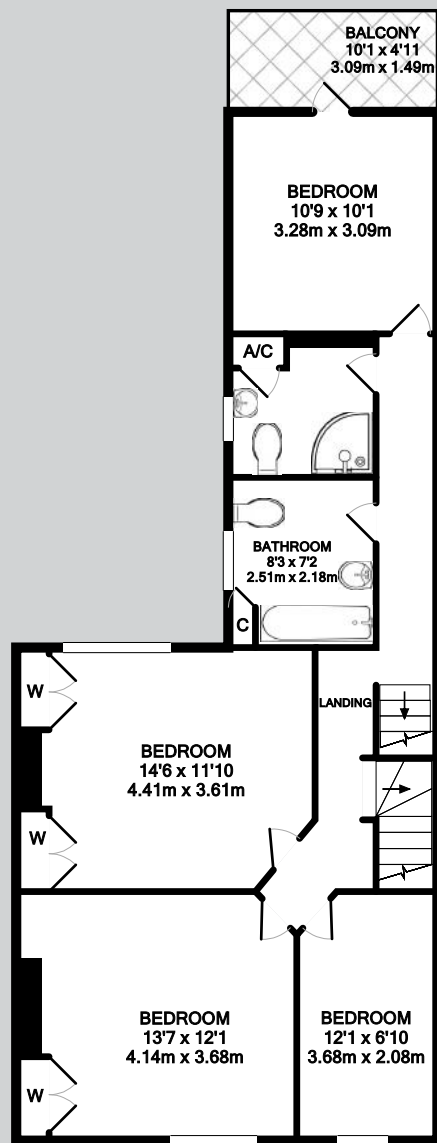 BALCONY
10'1 x 4'11
3.09m x 1.49m
BEDROOM
10'9 x 10'1
3.28m x 3.09m
A/C
BATHROOM
8'3 x 7'2
2.51m x 2.18m
C
W
LANDING
BEDROOM
14'6 x 11'10
4.41m x 3.61m
W
BEDROOM
13'7 x 12'1
4.14m x 3.68m
BEDROOM
12'1 x 6'10
3.68m x 2.08m
W